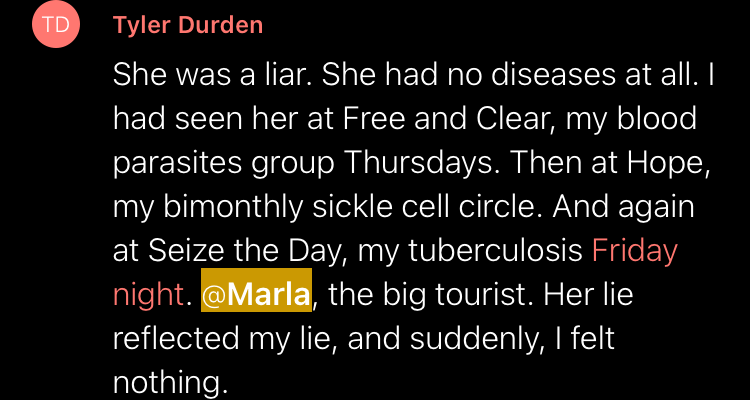 TD
Tyler Durden
She was a liar. She had no diseases at all. I
had seen her at Free and Clear, my blood
parasites group Thursdays. Then at Hope,
my bimonthly sickle cell circle. And again
at Seize the Day, my tuberculosis Friday
night. @Marla, the big tourist. Her lie
reflected my lie, and suddenly, I felt
nothing.